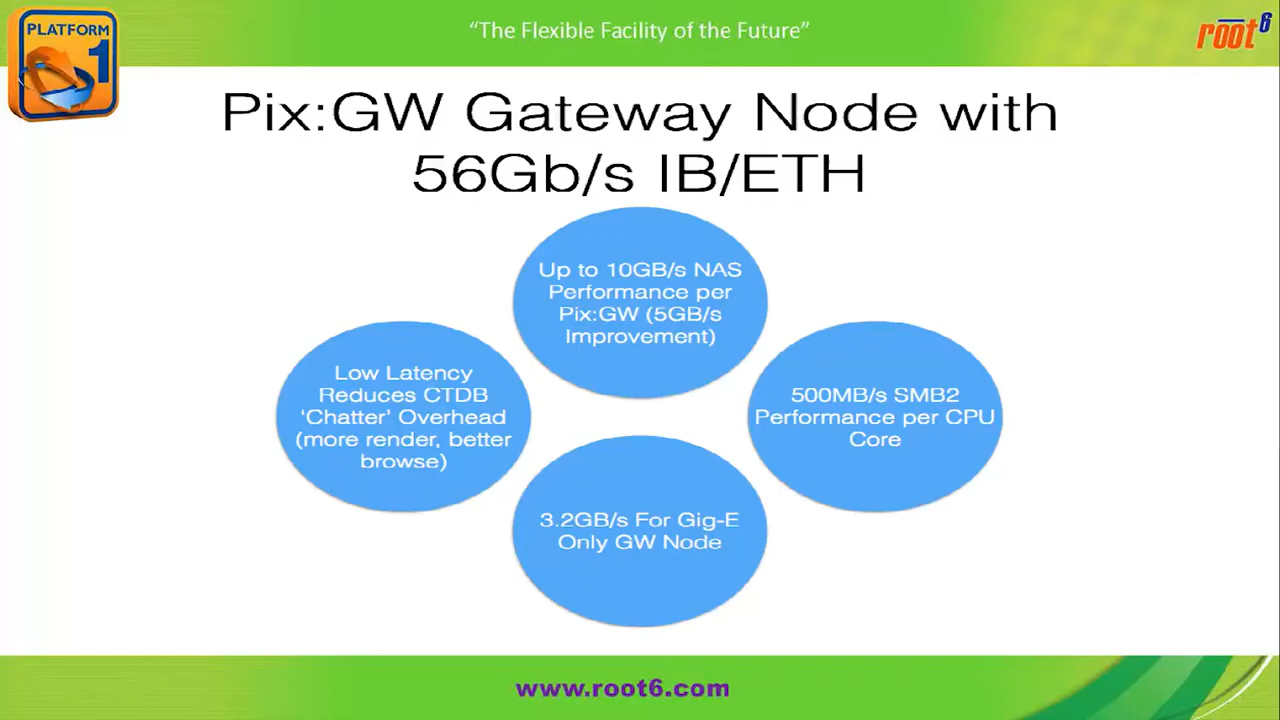 “The Flexible Facility of the Future”
PLATFORM
1
root6
Pix:GW Gateway Node with
56Gb/s IB/ETH
Up to 10GB/s NAS
Performance per
Pix:GW (5GB/s
Improvement)
Low Latency
Reduces CTDB
‘Chatter’ Overhead
(more render, better
browse)
500MB/s SMB2
Performance per CPU
Core
3.2GB/s For Gig-E
Only GW Node
www.root6.com